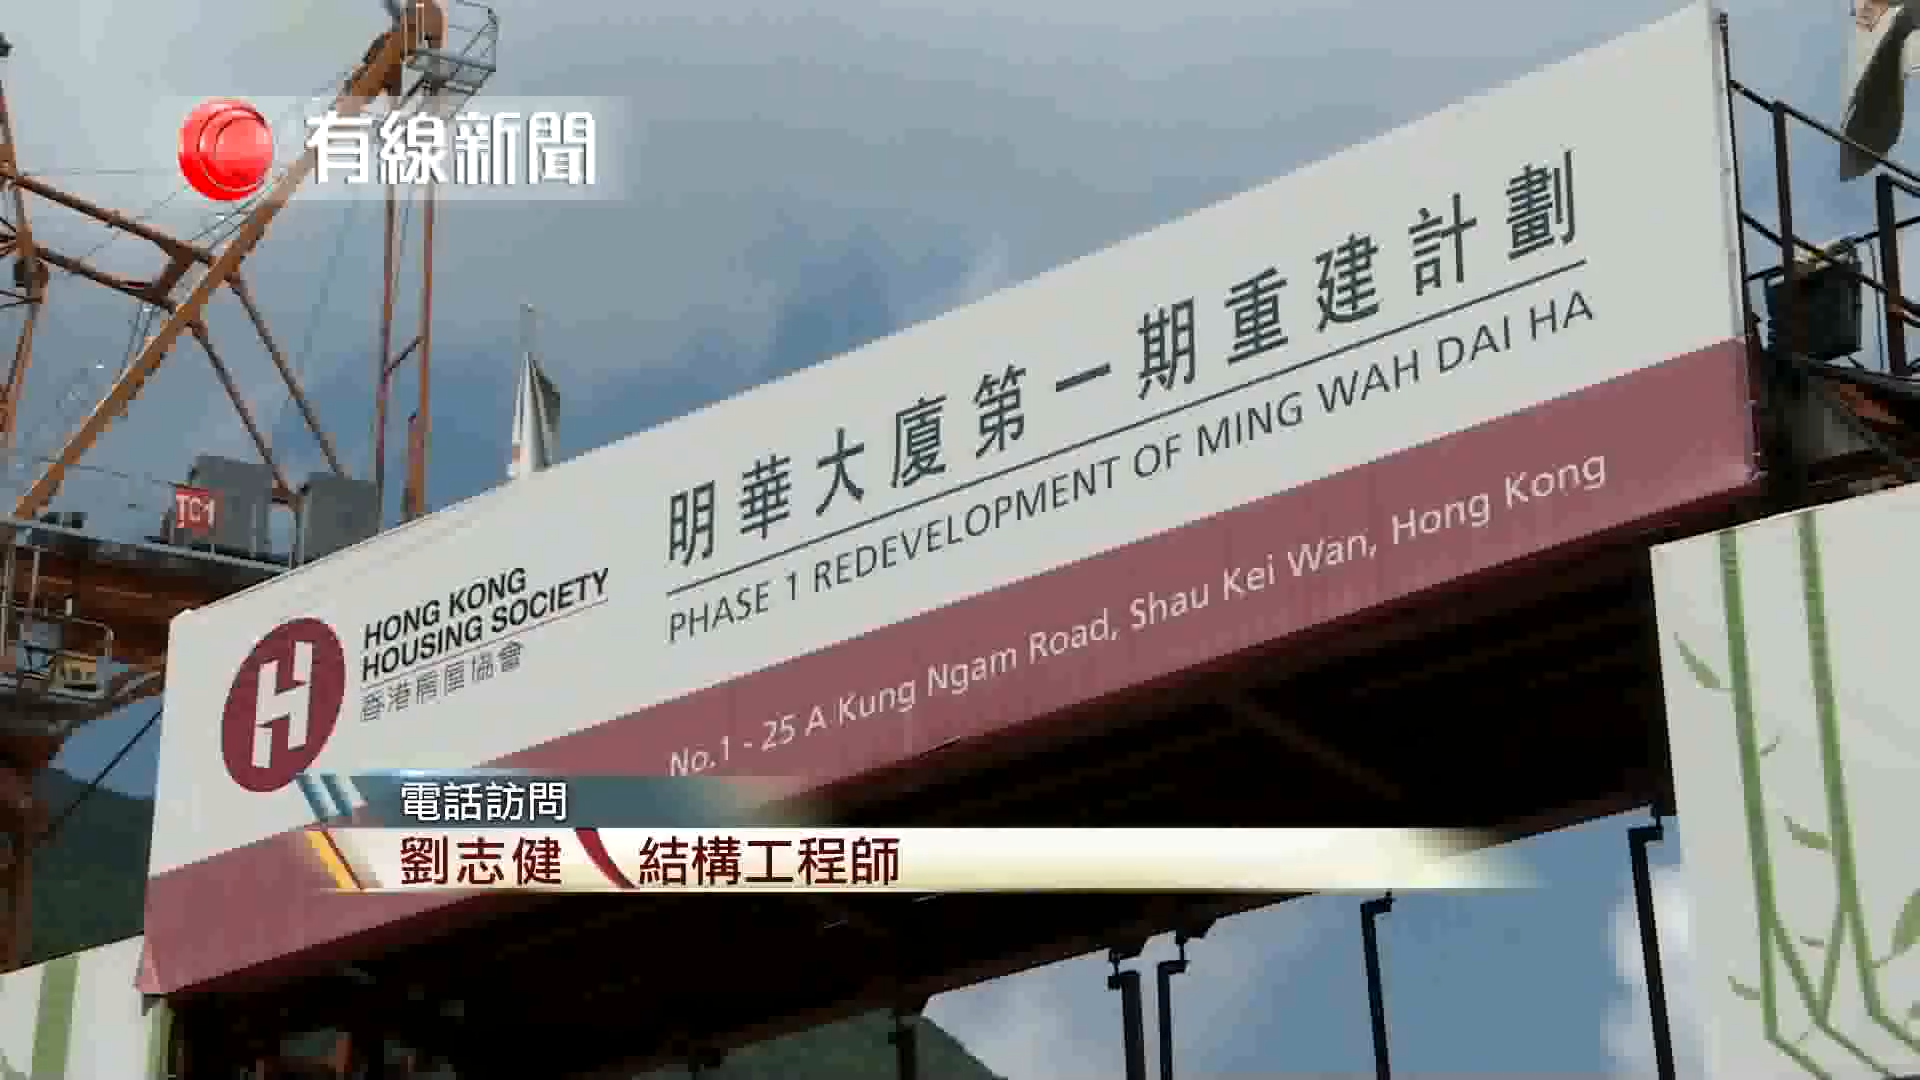 有線新聞
TC1
明華大廈第一期重建計劃
PHASE 1 REDEVELOPMENT OF MING WAH DAI HA
HONG KONG
HOUSING SOCIETY
香港房屋協會
No.1 - 25 A Kung Ngam Road, Shau Kei Wan, Hong Kong
電話訪問
劉志健 結構工程師